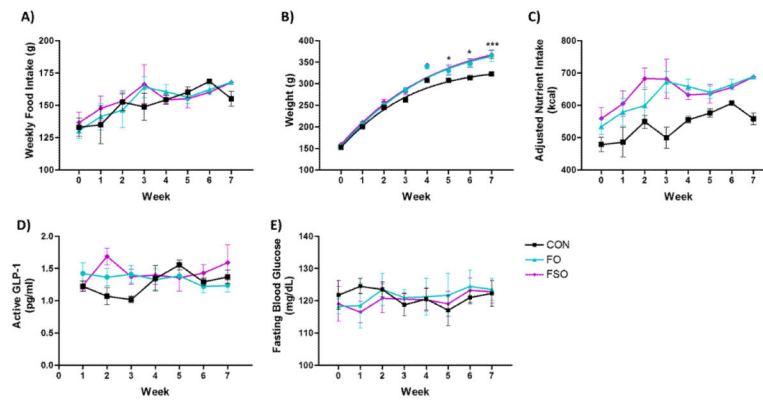 A)
Weekly Food Intake (g)
200
175
150
125
100
0 1 2 3 4 5 6 7
Week
B)
Weight (g)
500
400
300
200
100
0
* * ***
0 1 2 3 4 5 6 7
Week
C)
Adjusted Nutrient Intake
(kcal)
800
700
600
500
400
0 1 2 3 4 5 6 7
Week
D)
Active GLP-1
(pg/ml)
2.0
1.5
1.0
0.5
0.0
0 1 2 3 4 5 6 7
Week
E)
Fasting Blood Glucose
(mg/dL)
140
130
120
110
100
0 1 2 3 4 5 6 7
Week
CON
FO
FSO